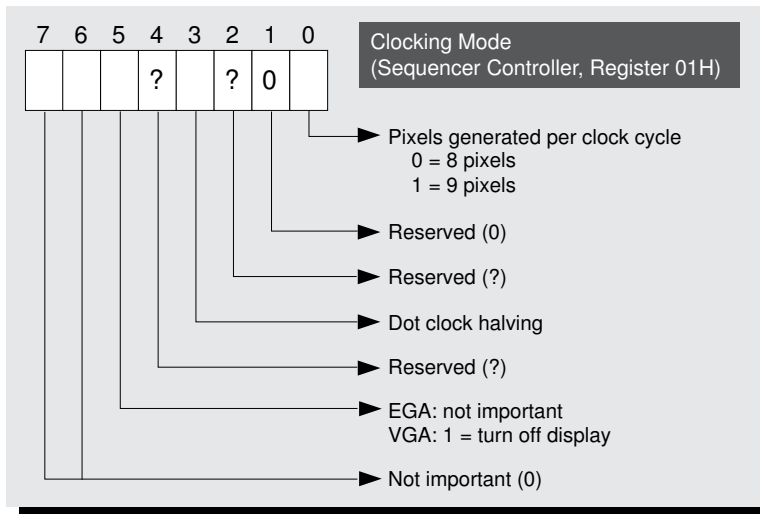 7 6 5 4 3 2 1 0
Clocking Mode
(Sequencer Controller, Register 01H)
? ? 0
Pixels generated per clock cycle
0 = 8 pixels
1 = 9 pixels
Reserved (0)
Reserved (?)
Dot clock halving
Reserved (?)
EGA: not important
VGA: 1 = turn off display
Not important (0)